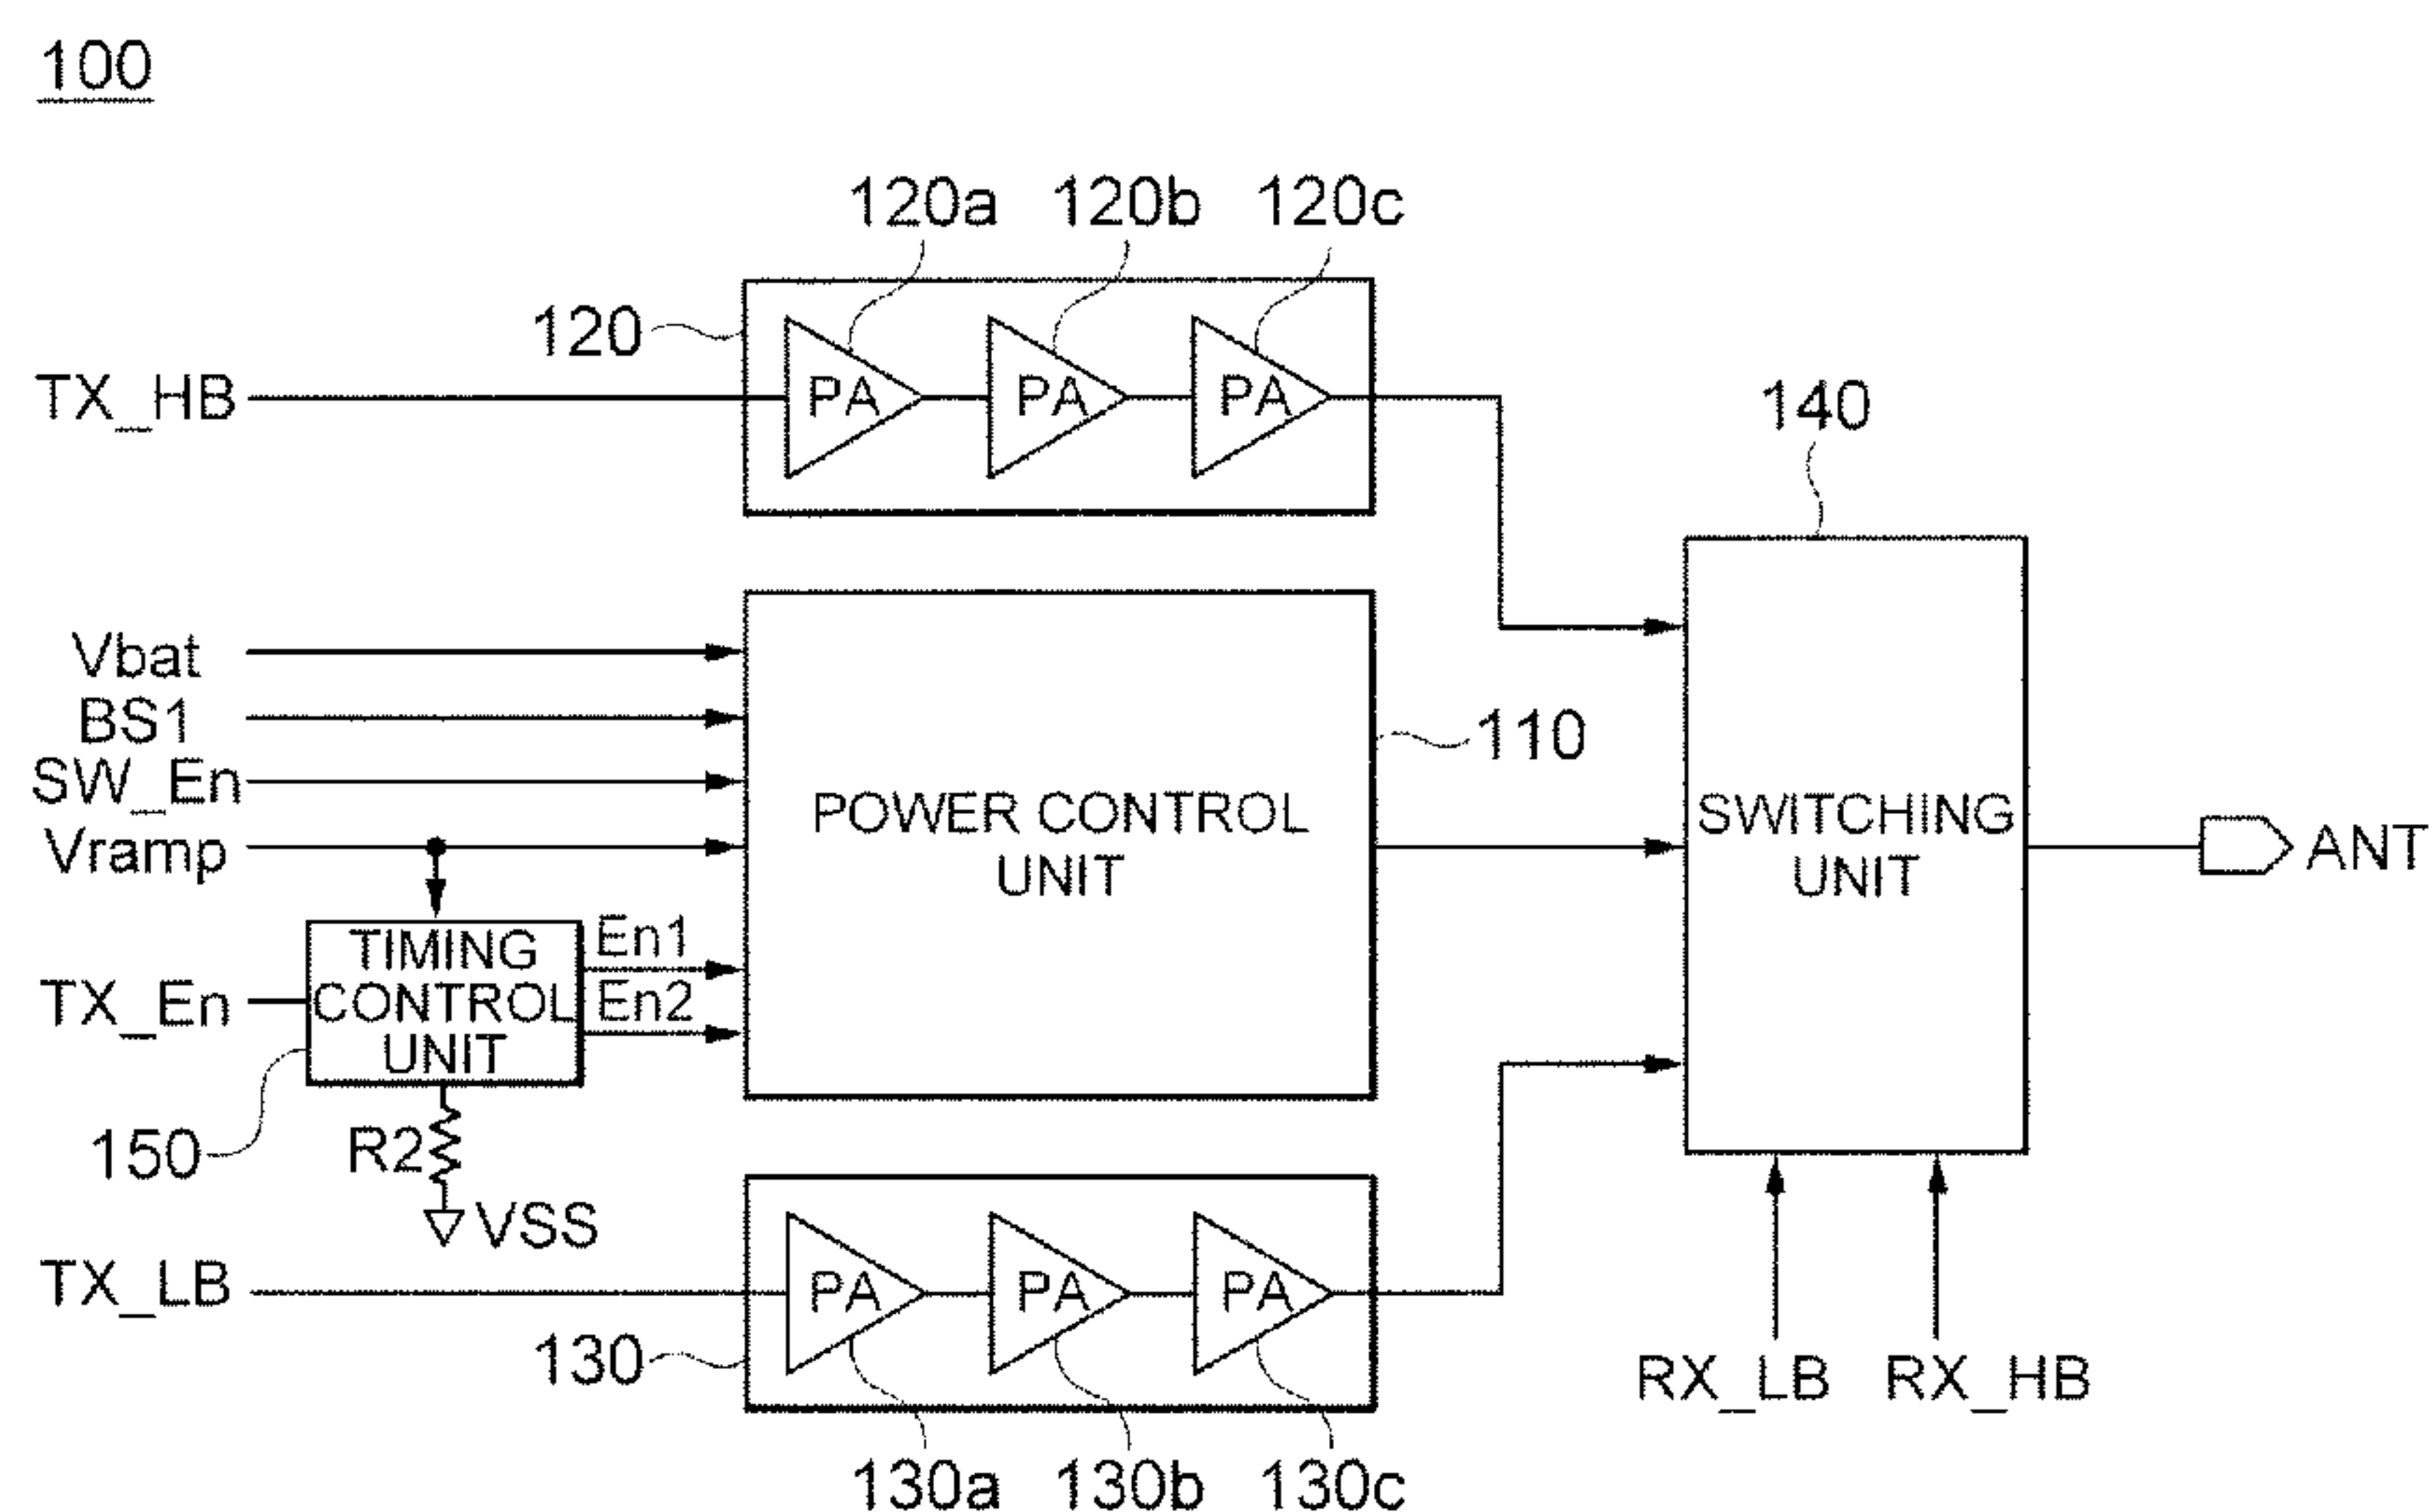 100
120a 120b 120c
120
TX_HB
PA PA PA
140
Vbat
BS1
SW_En
Vramp
110
POWER CONTROL
UNIT
SWITCHING
UNIT
ANT
TIMING
CONTROL
UNIT
En1
En2
TX_En
150
R2
VSS
TX_LB
PA PA PA
130
RX_LB RX_HB
130a 130b 130c